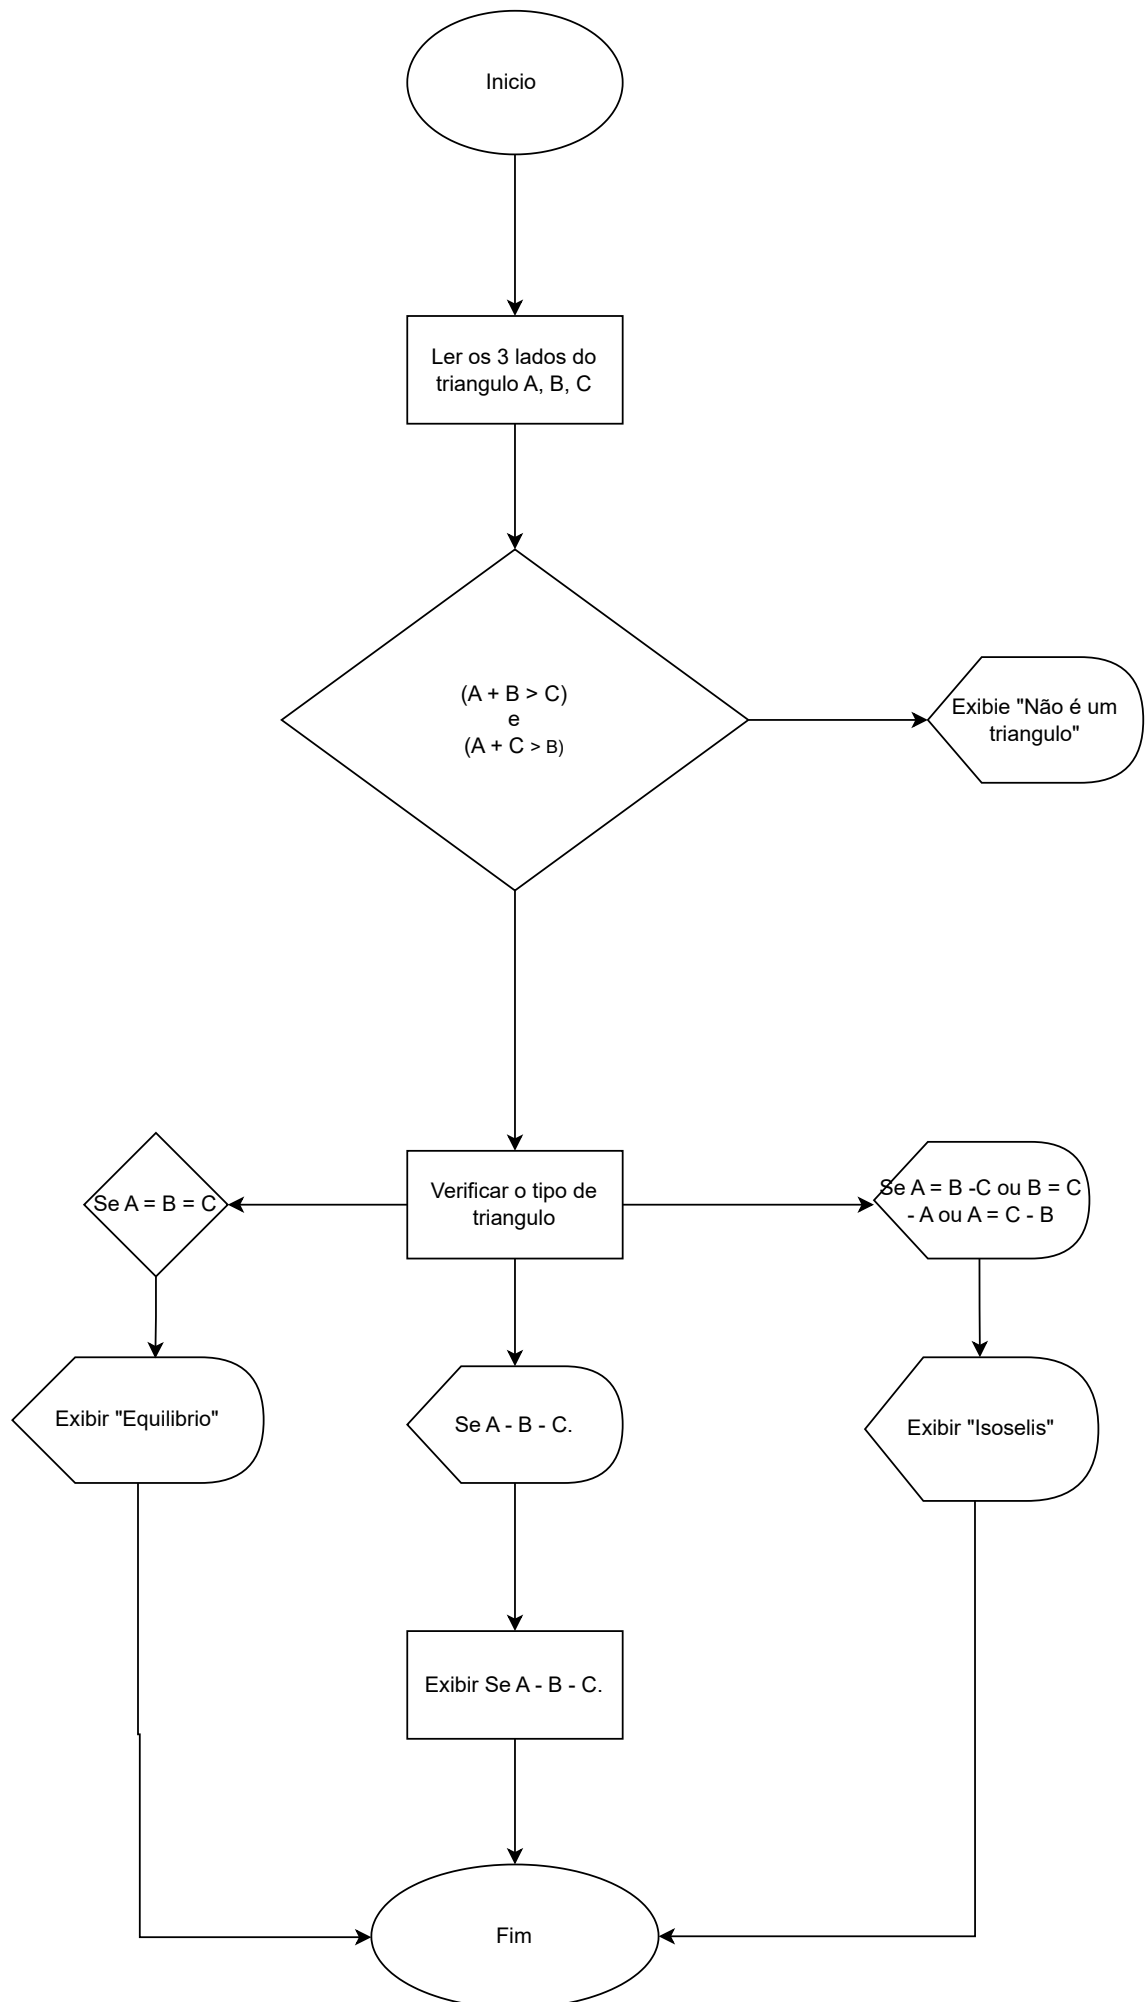 Inicio
Ler os 3 lados do
triangulo A, B, C
(A + B > C)
e
(A + C > B)
Exibie "Não é um
triangulo"
Se A = B = C
Verificar o tipo de
triangulo
Se A = B -C ou B = C
- A ou A = C - B
Exibir "Equilibrio"
Se A - B - C.
Exibir "Isoselis"
Exibir Se A - B - C.
Fim